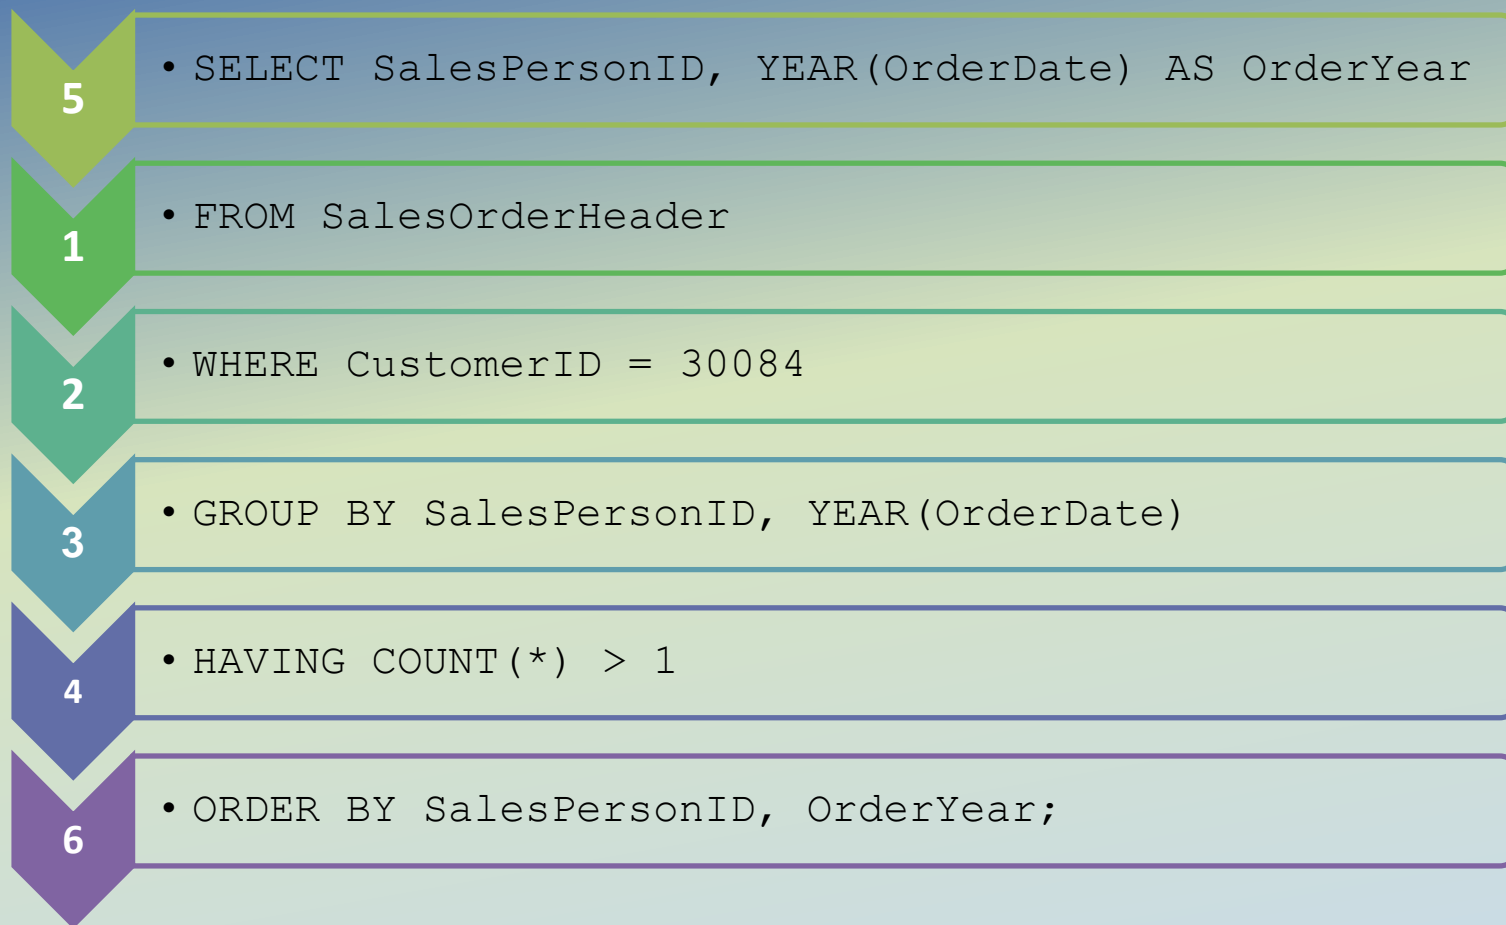 5 • SELECT SalesPersonID, YEAR(OrderDate) AS OrderYear
1 • FROM SalesOrderHeader
2 • WHERE CustomerID = 30084
3 • GROUP BY SalesPersonID, YEAR(OrderDate)
4 • HAVING COUNT(*) > 1
6 • ORDER BY SalesPersonID, OrderYear;